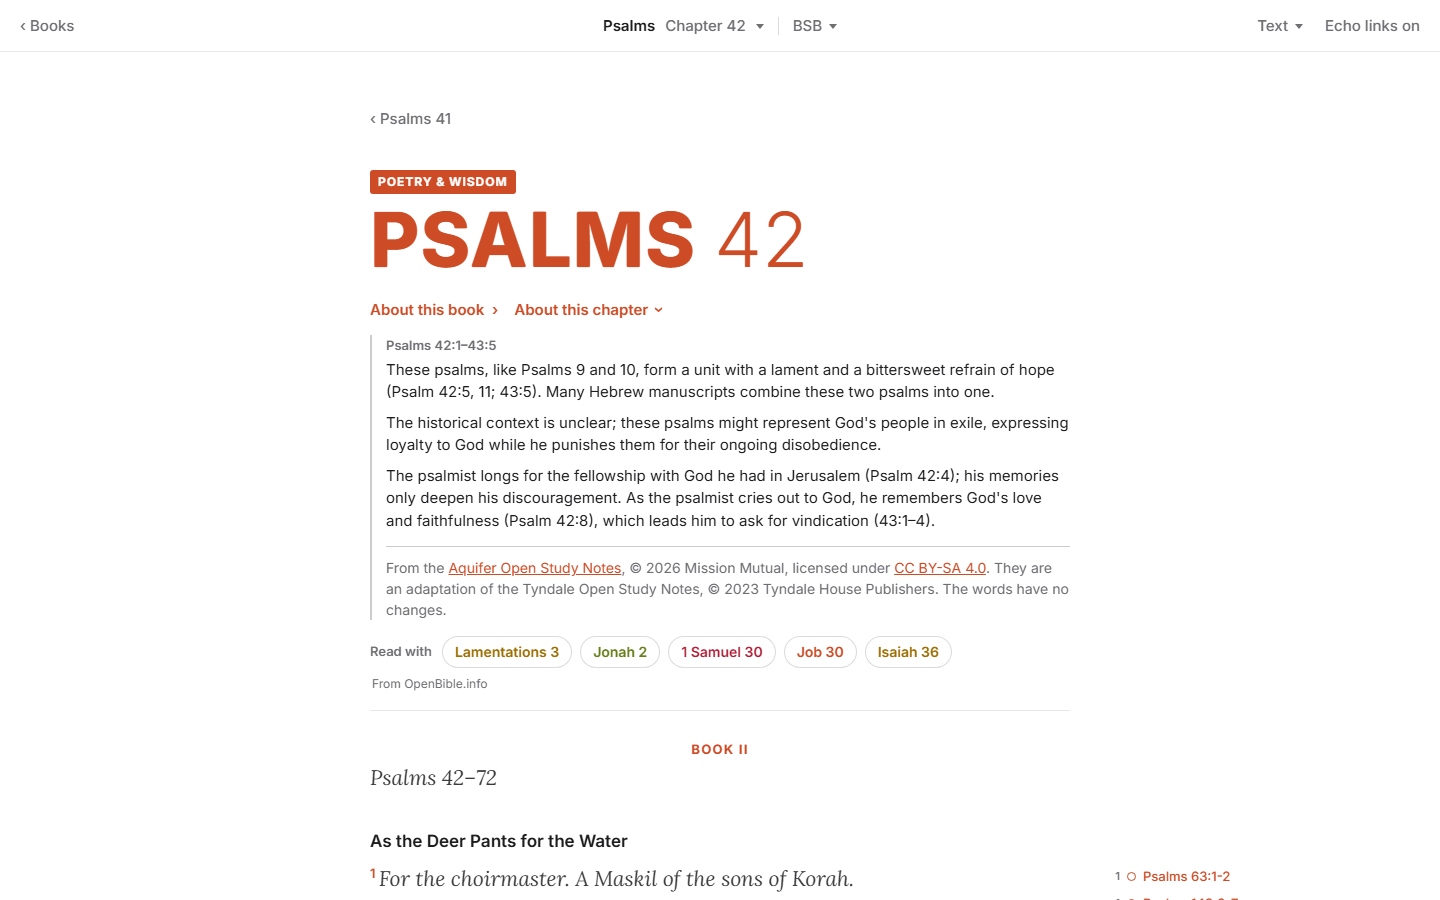 ‹ Books
Psalms Chapter 42
BSB
Text
Echo links on
‹ Psalms 41
POETRY & WISDOM
PSALMS 42
About this book ›
About this chapter
Psalms 42:1–43:5
These psalms, like Psalms 9 and 10, form a unit with a lament and a bittersweet refrain of hope
(Psalm 42:5, 11; 43:5). Many Hebrew manuscripts combine these two psalms into one.
The historical context is unclear; these psalms might represent God's people in exile, expressing
loyalty to God while he punishes them for their ongoing disobedience.
The psalmist longs for the fellowship with God he had in Jerusalem (Psalm 42:4); his memories
only deepen his discouragement. As the psalmist cries out to God, he remembers God's love
and faithfulness (Psalm 42:8), which leads him to ask for vindication (43:1–4).
From the Aquifer Open Study Notes, © 2026 Mission Mutual, licensed under CC BY-SA 4.0. They are
an adaptation of the Tyndale Open Study Notes, © 2023 Tyndale House Publishers. The words have no
changes.
Read with
Lamentations 3
Jonah 2
1 Samuel 30
Job 30
Isaiah 36
From OpenBible.info
BOOK II
Psalms 42–72
As the Deer Pants for the Water
1 For the choirmaster. A Maskil of the sons of Korah.
1 Psalms 63:1-2